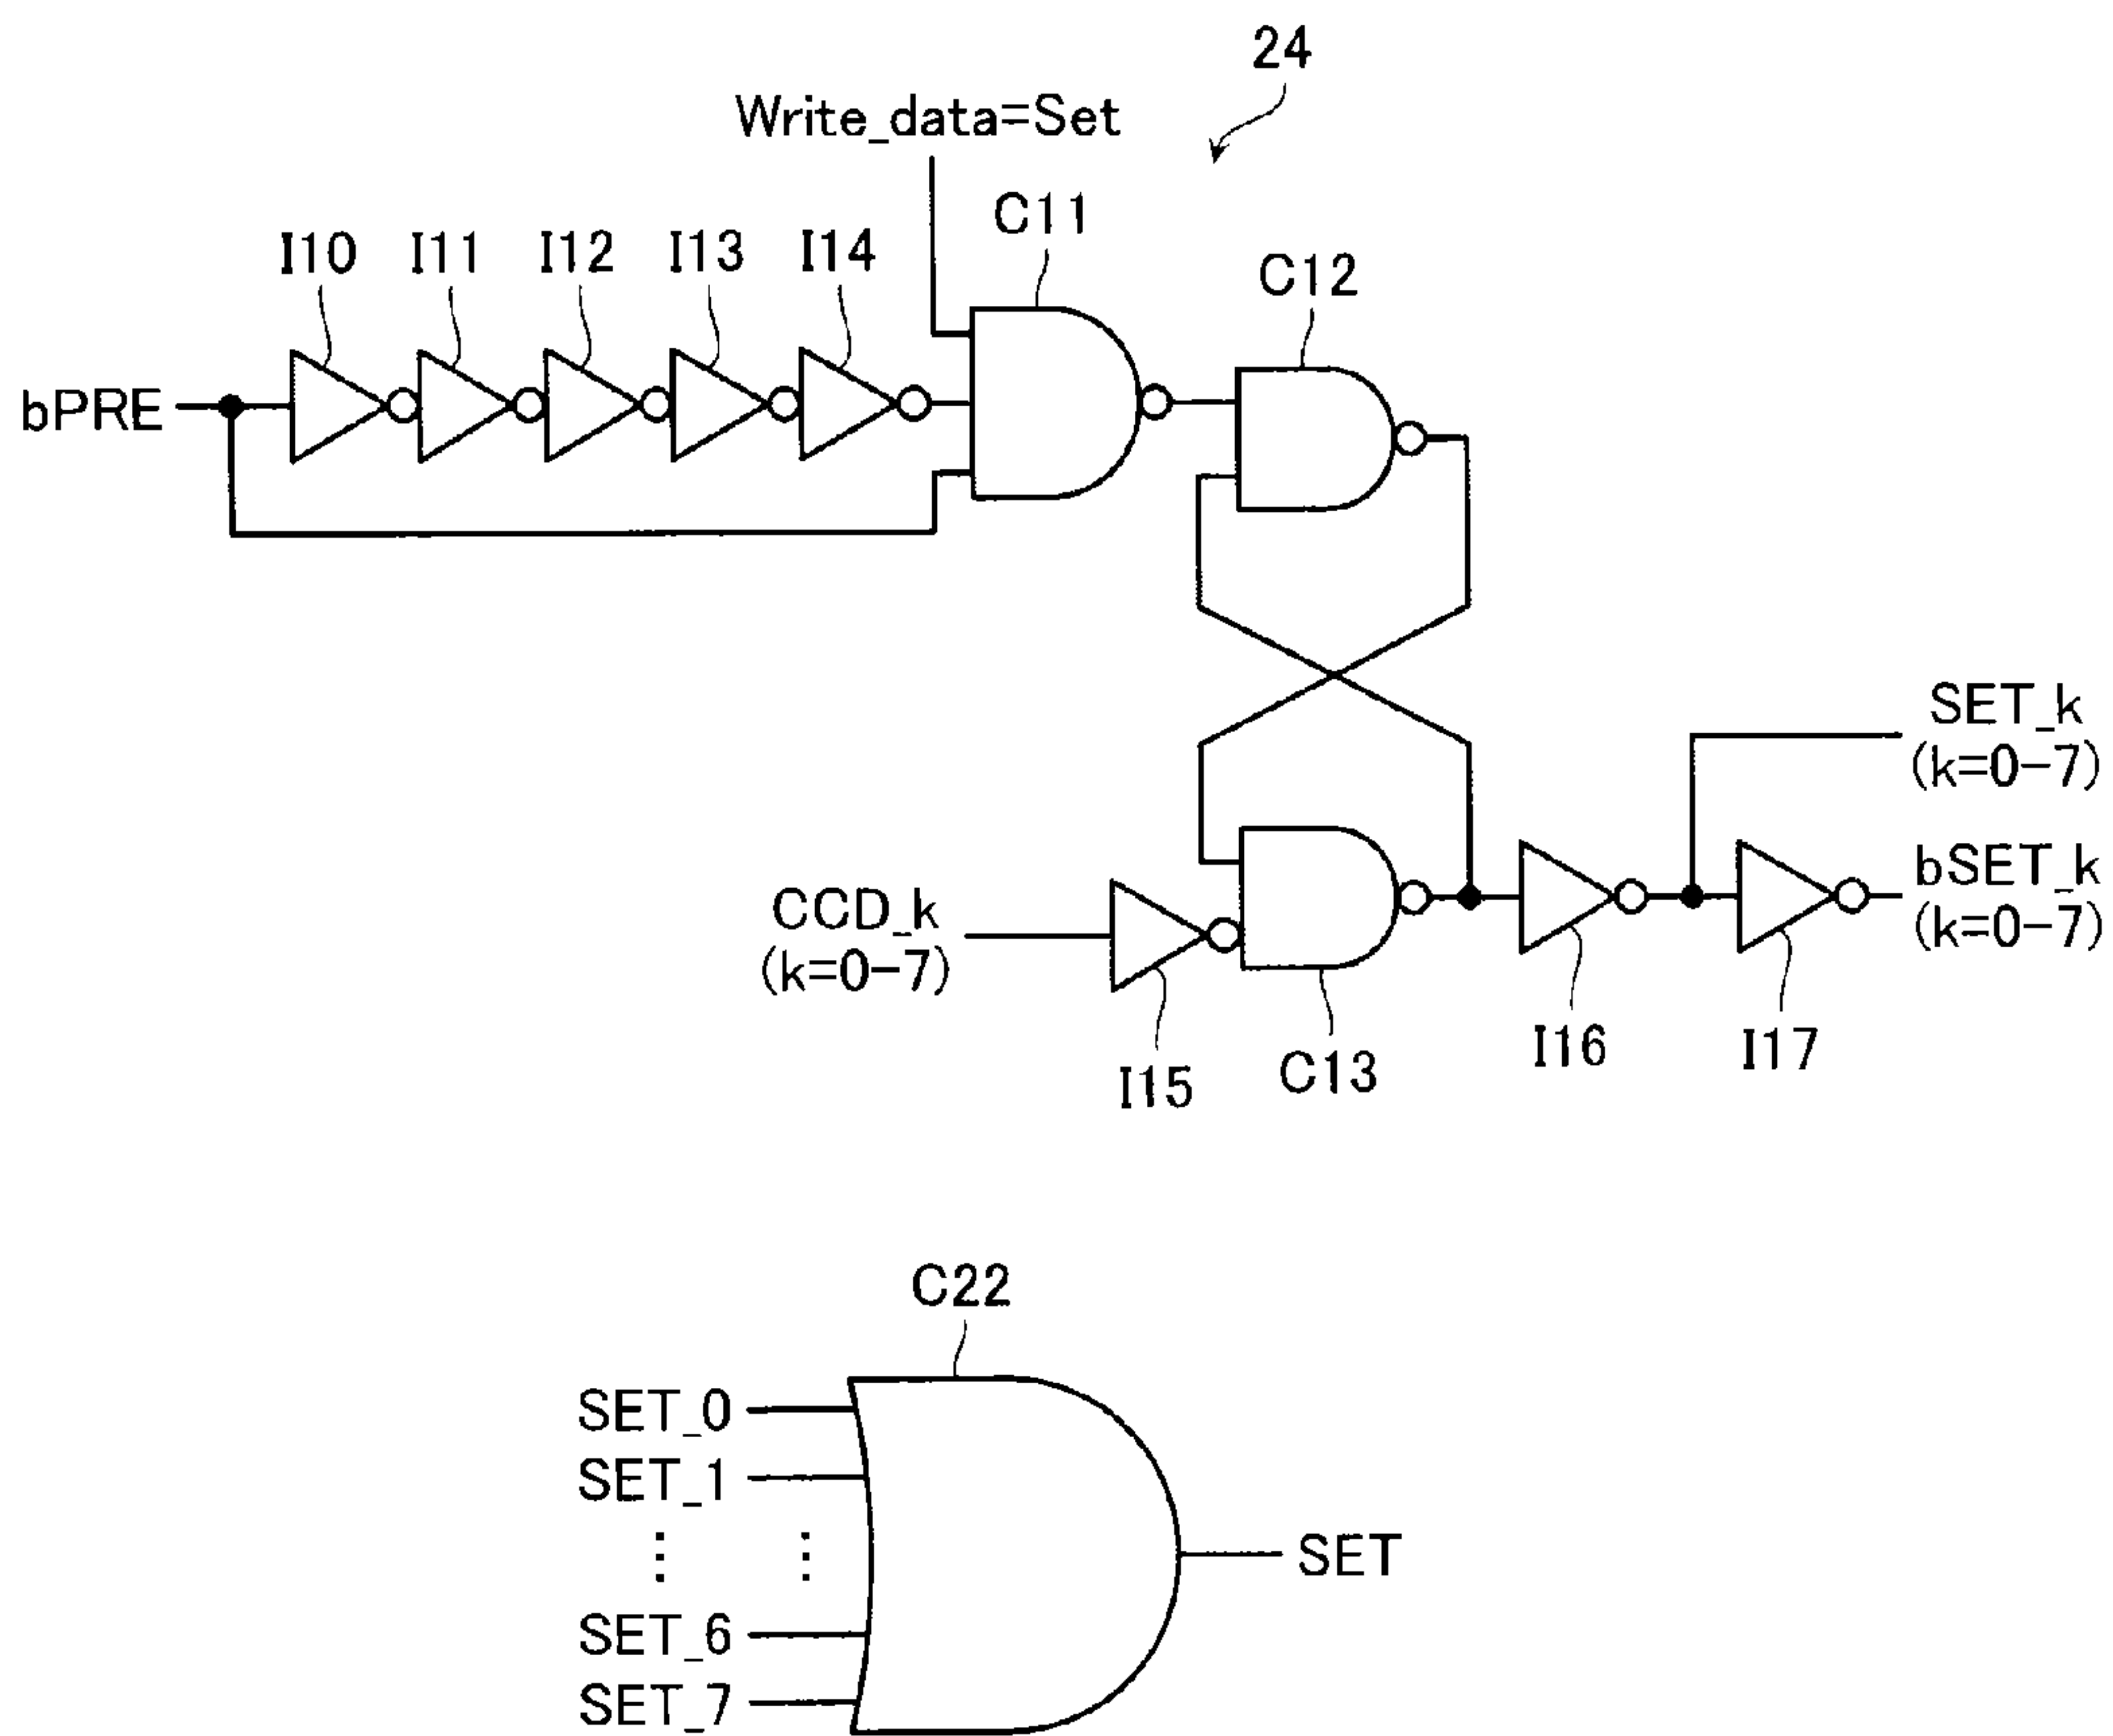 24
Write_data=Set
C11
I10 I11 I12 I13 I14
C12
bPRE
SET_k
(k=0-7)
CCD_k
(k=0-7)
bSET_k
(k=0-7)
I15
C13
I16
I17
C22
SET_0
SET_1
⋮ ⋮
SET
SET_6
SET_7